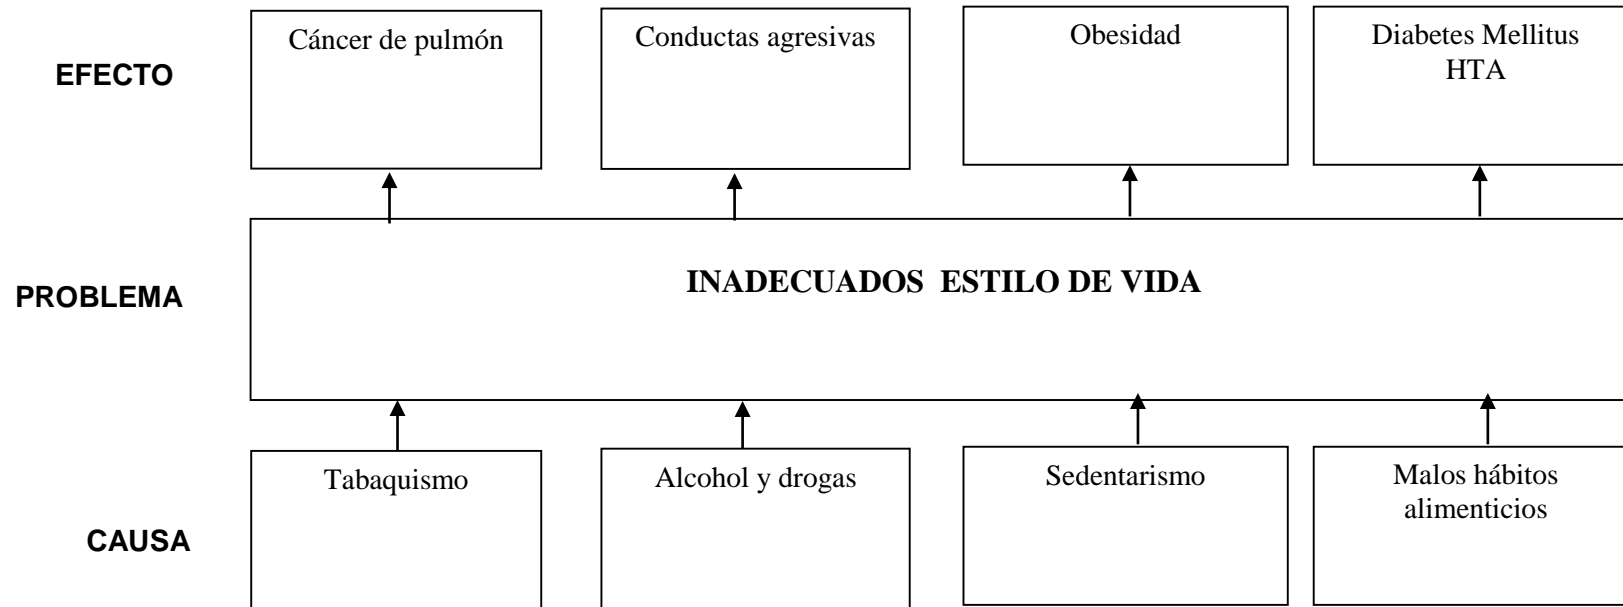 EFECTO
Cáncer de pulmón
Conductas agresivas
Obesidad
Diabetes Mellitus
HTA
PROBLEMA
INADECUADOS  ESTILO DE VIDA
CAUSA
Tabaquismo
Alcohol y drogas
Sedentarismo
Malos hábitos
alimenticios